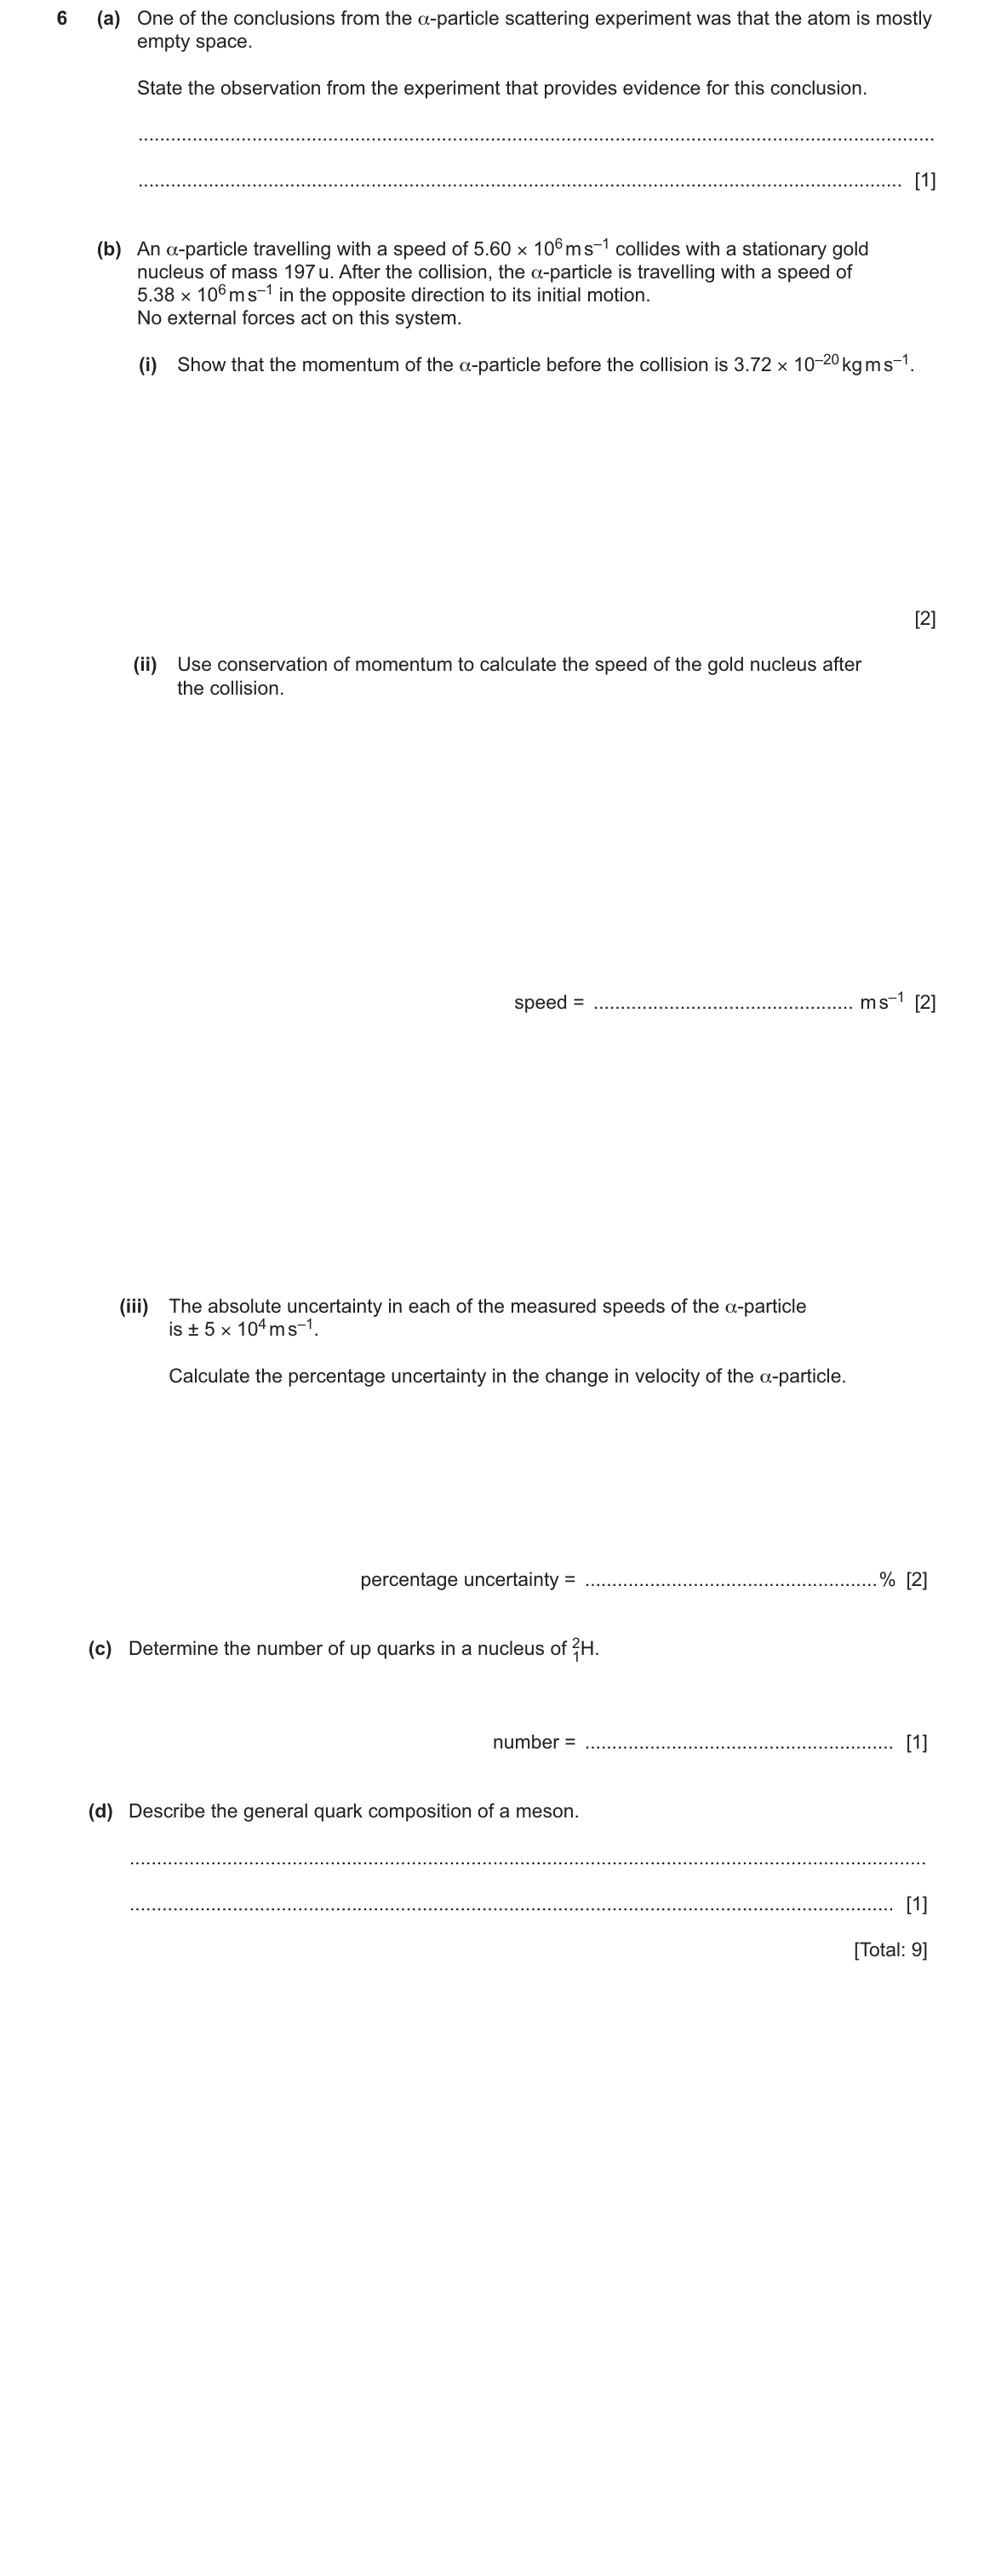 6 (a) One of the conclusions from the α-particle scattering experiment was that the atom is mostly
empty space.
State the observation from the experiment that provides evidence for this conclusion.
...................................................................................................................................................
............................................................................................................................................. [1]
(b) An α-particle travelling with a speed of 5.60 × 10⁶ m s⁻¹ collides with a stationary gold
nucleus of mass 197 u. After the collision, the α-particle is travelling with a speed of
5.38 × 10⁶ m s⁻¹ in the opposite direction to its initial motion.
No external forces act on this system.
(i) Show that the momentum of the α-particle before the collision is 3.72 × 10⁻²⁰ kg m s⁻¹.
[2]
(ii) Use conservation of momentum to calculate the speed of the gold nucleus after
the collision.
speed = ................................................ m s⁻¹ [2]
(iii) The absolute uncertainty in each of the measured speeds of the α-particle
is ± 5 × 10⁴ m s⁻¹.
Calculate the percentage uncertainty in the change in velocity of the α-particle.
percentage uncertainty = ...................................................... % [2]
(c) Determine the number of up quarks in a nucleus of ²₁H.
number = ......................................................... [1]
(d) Describe the general quark composition of a meson.
...................................................................................................................................................
............................................................................................................................................. [1]
[Total: 9]